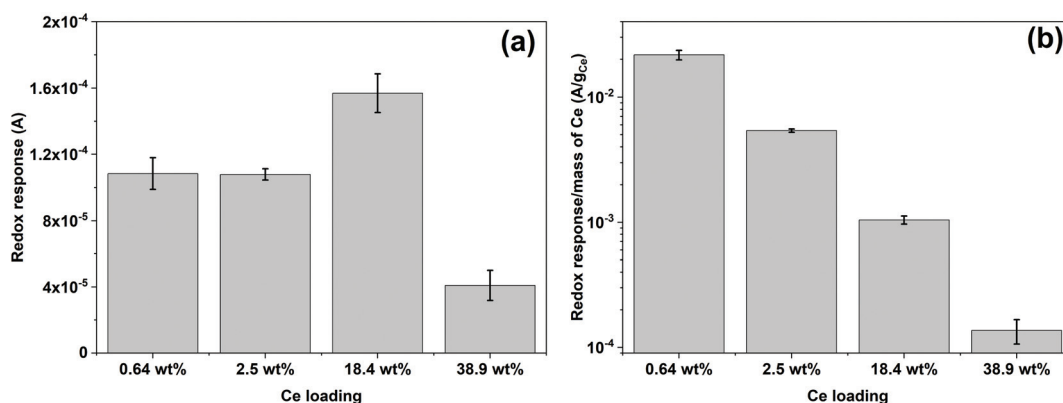 (a)
Redox response (A)
2x10⁻⁴
1.6x10⁻⁴
1.2x10⁻⁴
8x10⁻⁵
4x10⁻⁵
0
0.64 wt% 2.5 wt% 18.4 wt% 38.9 wt%
Ce loading
(b)
Redox response/mass of Ce (A/g_Ce)
10⁻²
10⁻³
10⁻⁴
0.64 wt% 2.5 wt% 18.4 wt% 38.9 wt%
Ce loading